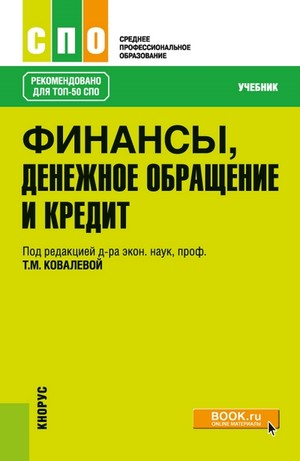 СПО
СРЕДНЕЕ
ПРОФЕССИОНАЛЬНОЕ
ОБРАЗОВАНИЕ
РЕКОМЕНДОВАНО
ДЛЯ ТОП-50 СПО
УЧЕБНИК
ФИНАНСЫ,
ДЕНЕЖНОЕ ОБРАЩЕНИЕ
И КРЕДИТ
Под редакцией д-ра экон. наук, проф.
Т.М. КОВАЛЕВОЙ
КНОРУС
BOOK.ru
ONLINE МАТЕРИАЛЫ